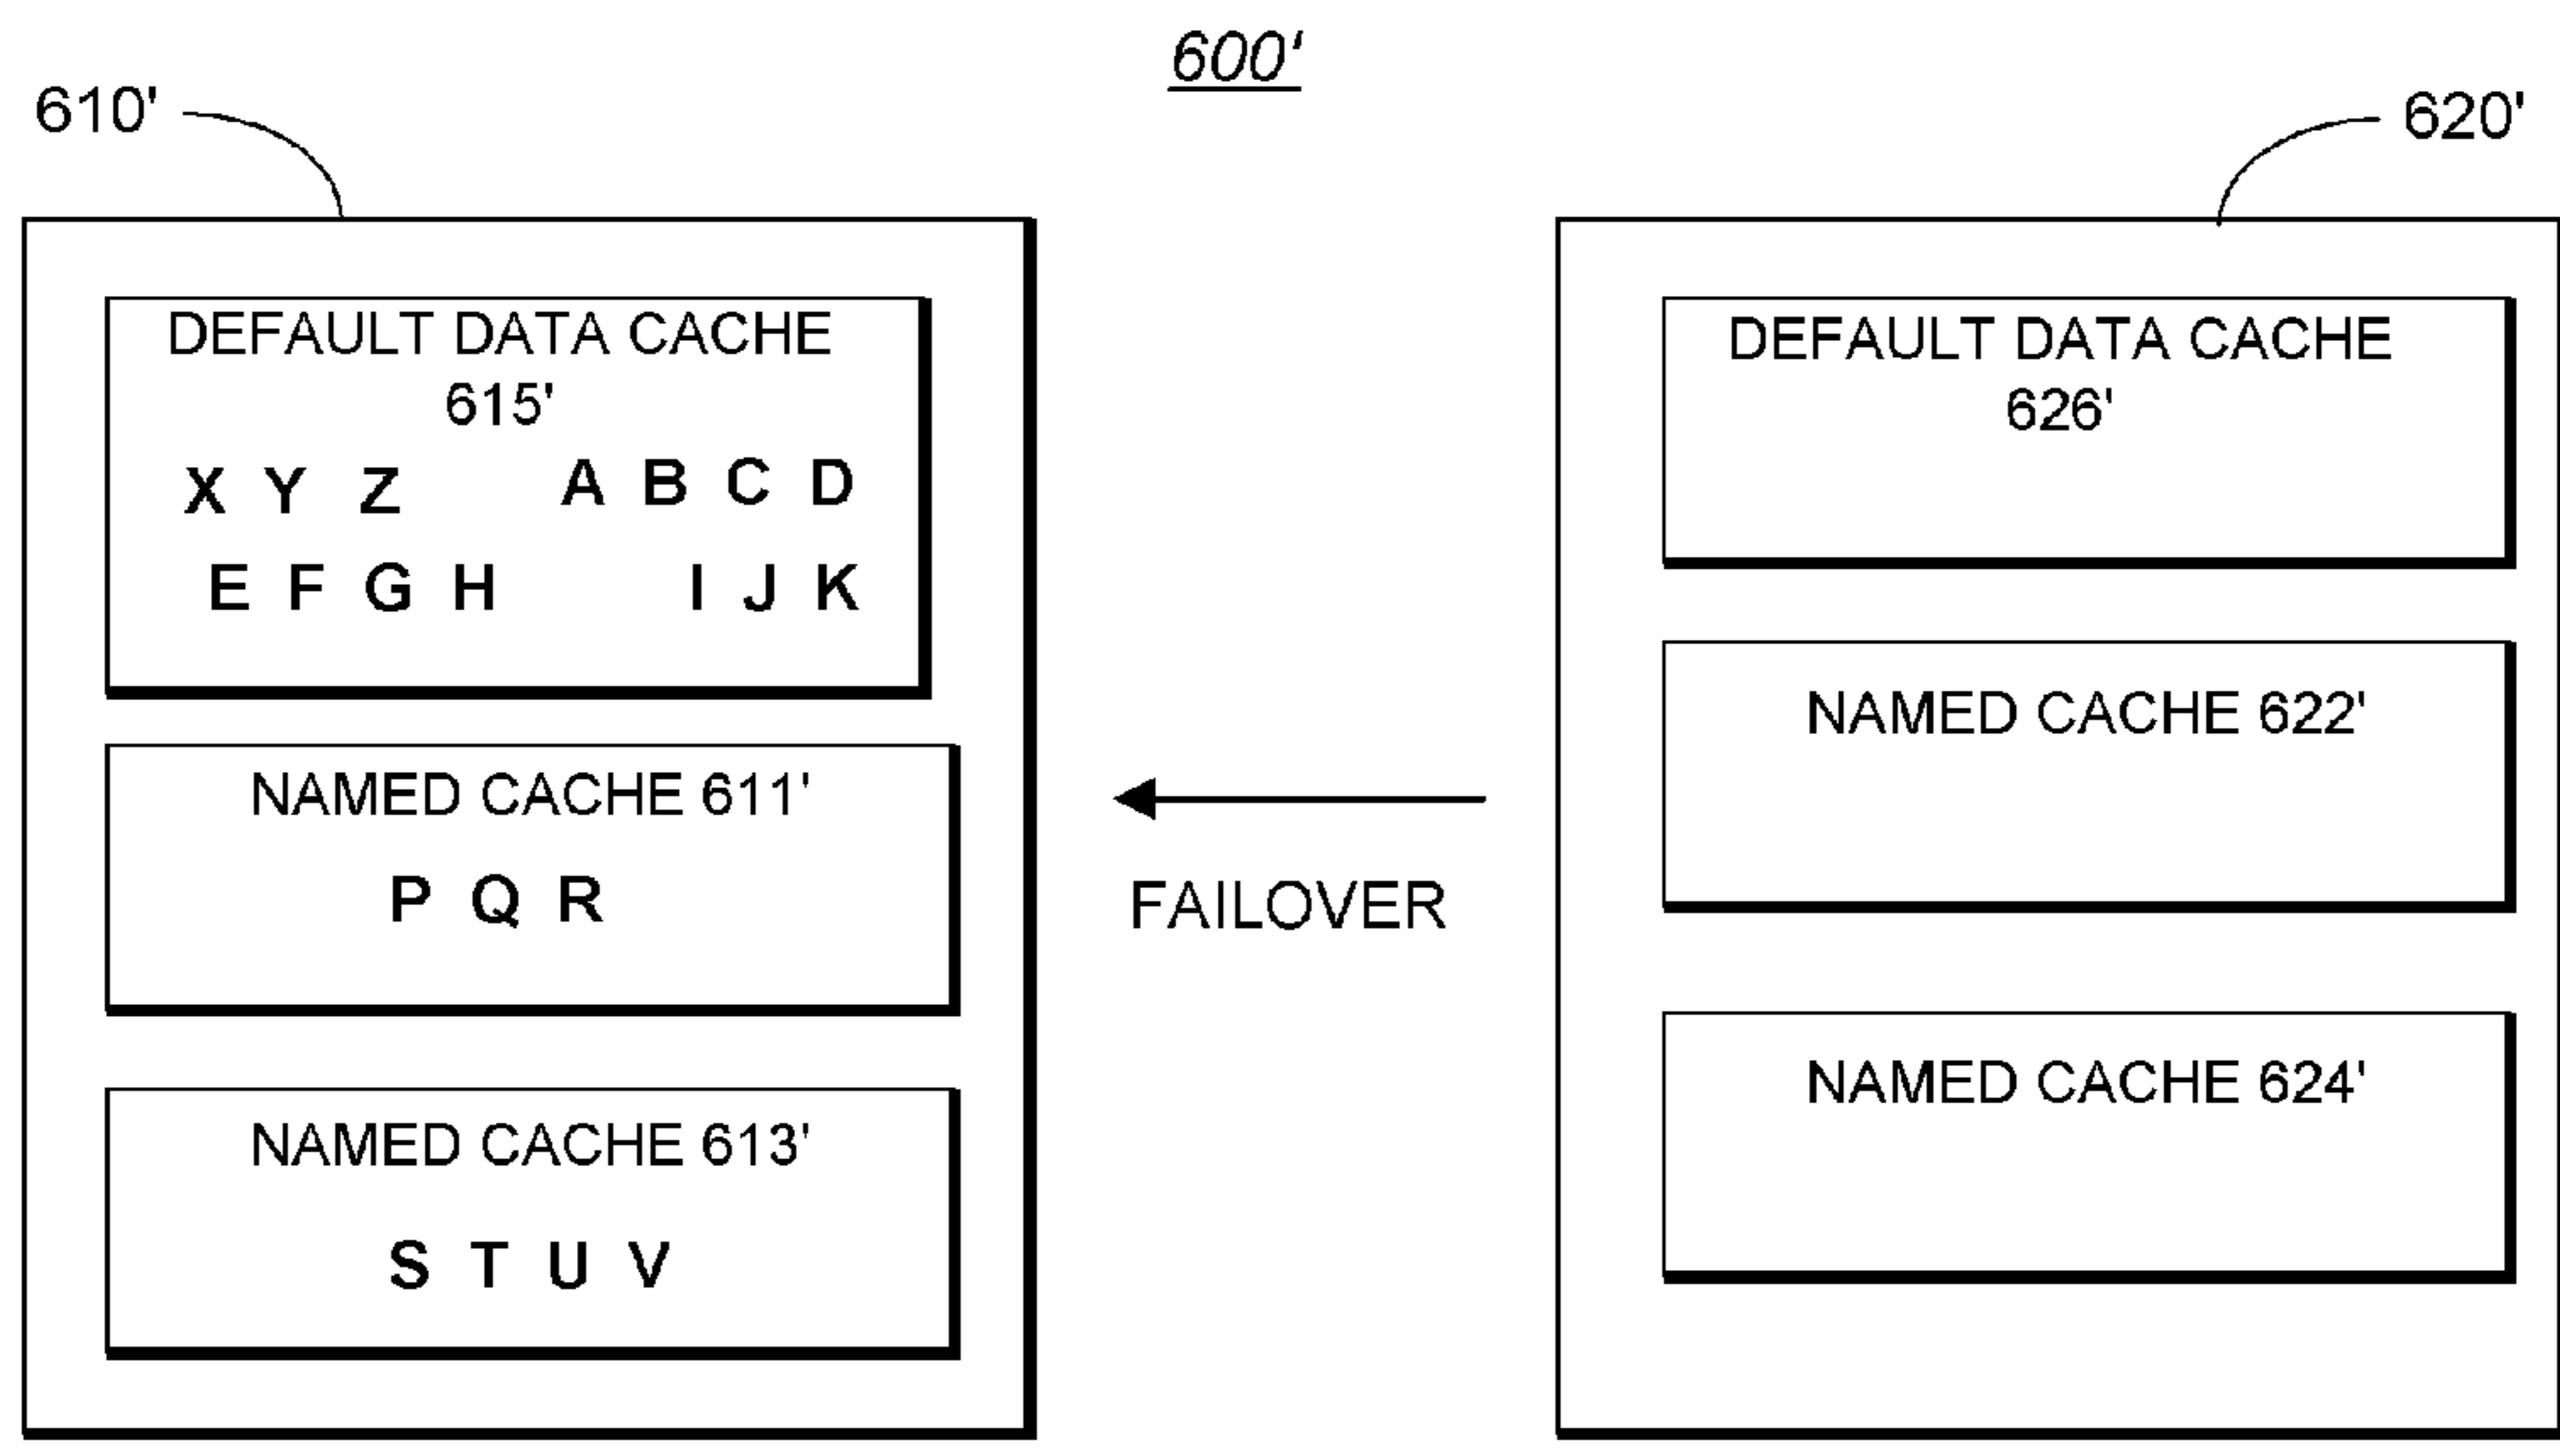 600'
610'
620'
DEFAULT DATA CACHE
615'
X Y Z A B C D
E F G H I J K
NAMED CACHE 611'
P Q R
NAMED CACHE 613'
S T U V
FAILOVER
DEFAULT DATA CACHE
626'
NAMED CACHE 622'
NAMED CACHE 624'